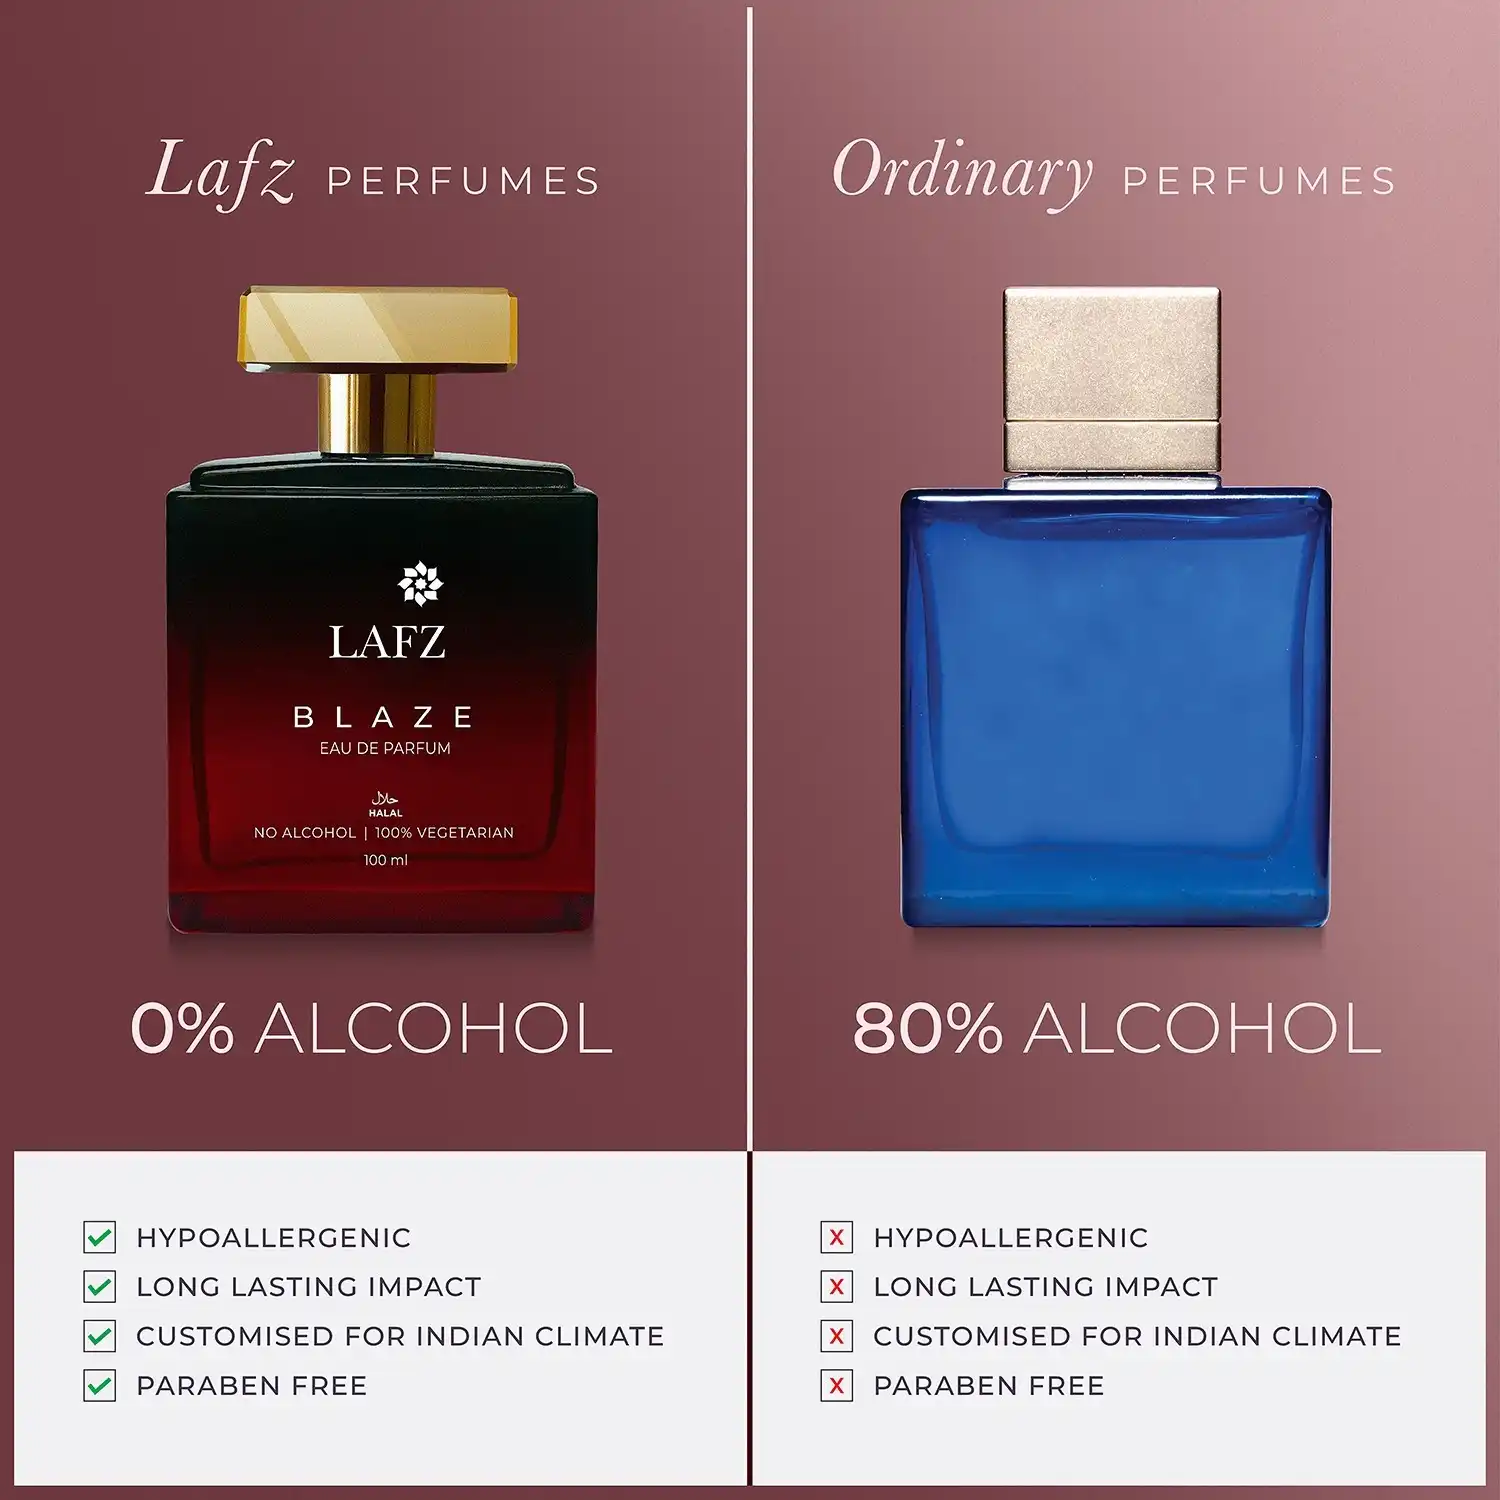 Lafz PERFUMES
LAFZ
BLAZE
EAU DE PARFUM
حلال
HALAL
NO ALCOHOL | 100% VEGETARIAN
100 ml
0% ALCOHOL
HYPOALLERGENIC
LONG LASTING IMPACT
CUSTOMISED FOR INDIAN CLIMATE
PARABEN FREE
Ordinary PERFUMES
80% ALCOHOL
X HYPOALLERGENIC
X LONG LASTING IMPACT
X CUSTOMISED FOR INDIAN CLIMATE
X PARABEN FREE